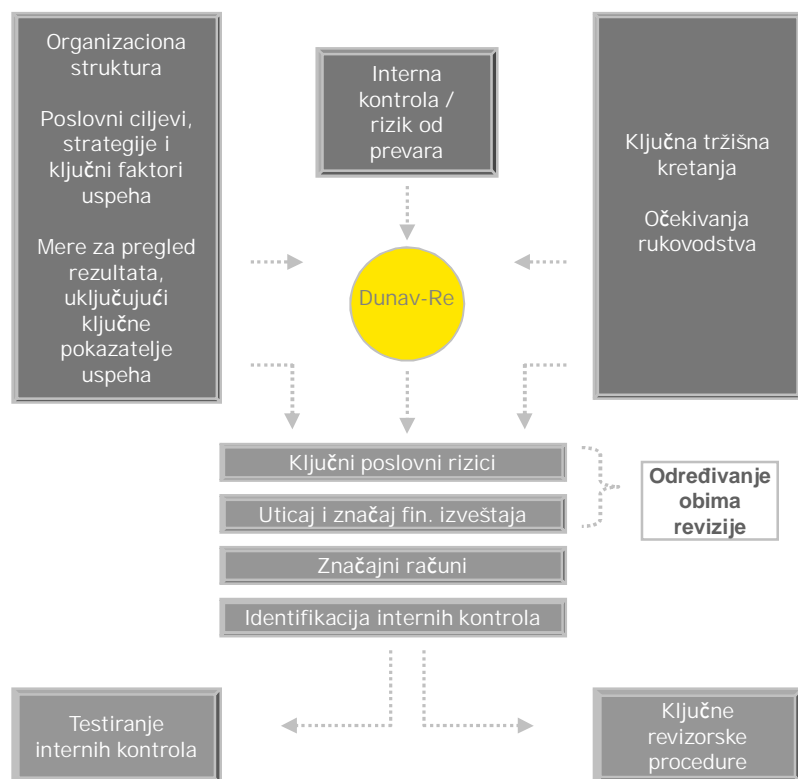 Organizaciona
struktura
Poslovni ciljevi,
strategije i
ključni faktori
uspeha
Mere za pregled
rezultata,
uključujući
ključne
pokazatelje
uspeha
Interna
kontrola /
rizik od
prevara
Ključna tržišna
kretanja
Očekivanja
rukovodstva
Dunav-Re
Ključni poslovni rizici
Uticaj i značaj fin. izveštaja
Značajni računi
Identifikacija internih kontrola
Određivanje
obima
revizije
Testiranje
internih kontrola
Ključne
revizorske
procedure